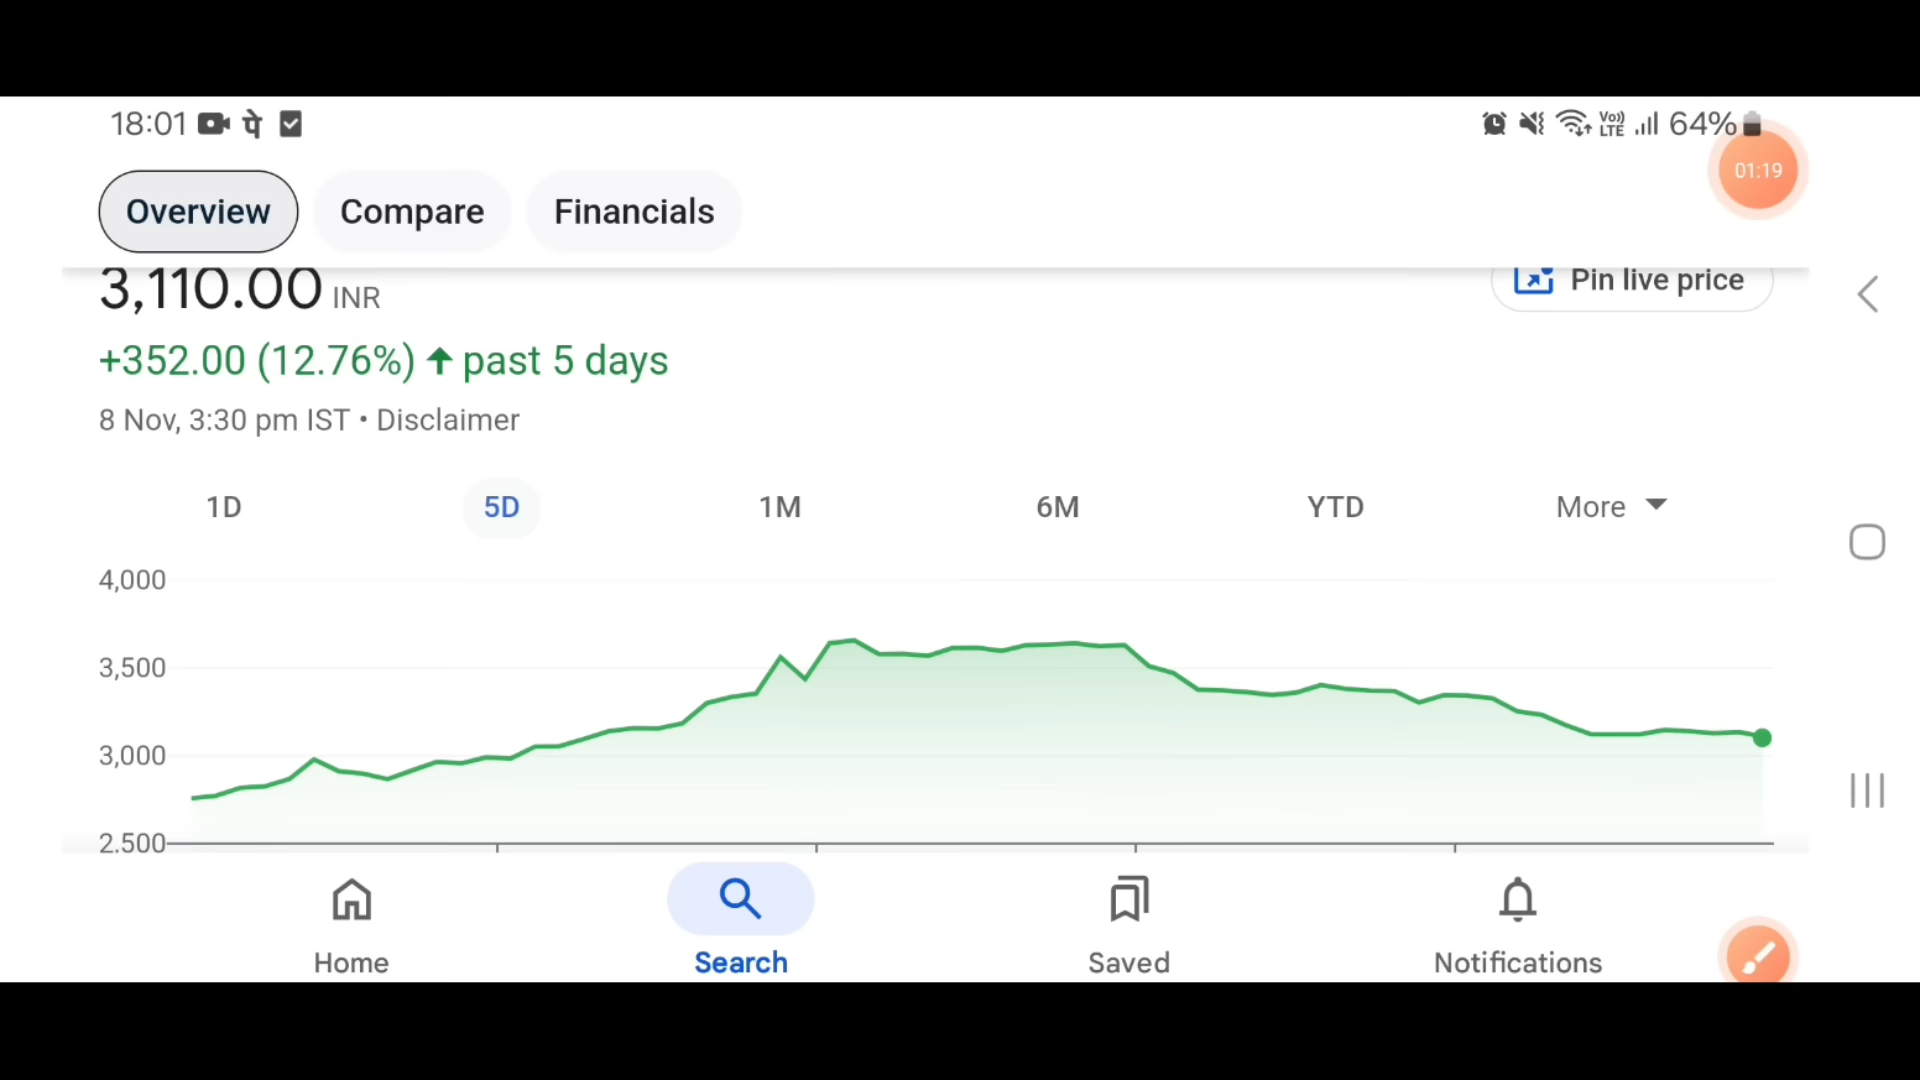 18:01 पे Vo)) LTE 64%
01:19
Overview Compare Financials
3,110.00 INR Pin live price
+352.00 (12.76%) ↑ past 5 days
8 Nov, 3:30 pm IST • Disclaimer
1D 5D 1M 6M YTD More
4,000
3,500
3,000
2,500
Home Search Saved Notifications